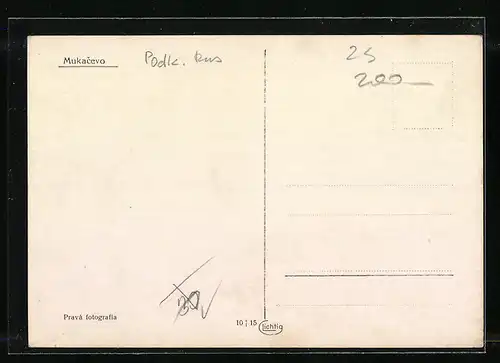 Mukačevo
Podk. Rus
25
200
Pravá fotografia
10 15 lichtig